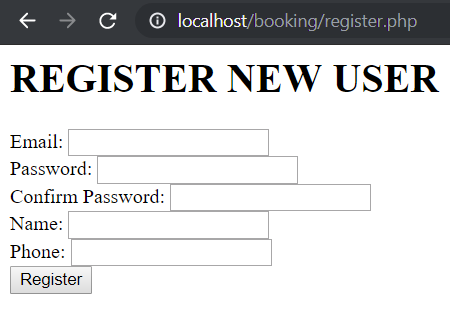 localhost/booking/register.php
REGISTER NEW USER
Email:
Password:
Confirm Password:
Name:
Phone:
Register